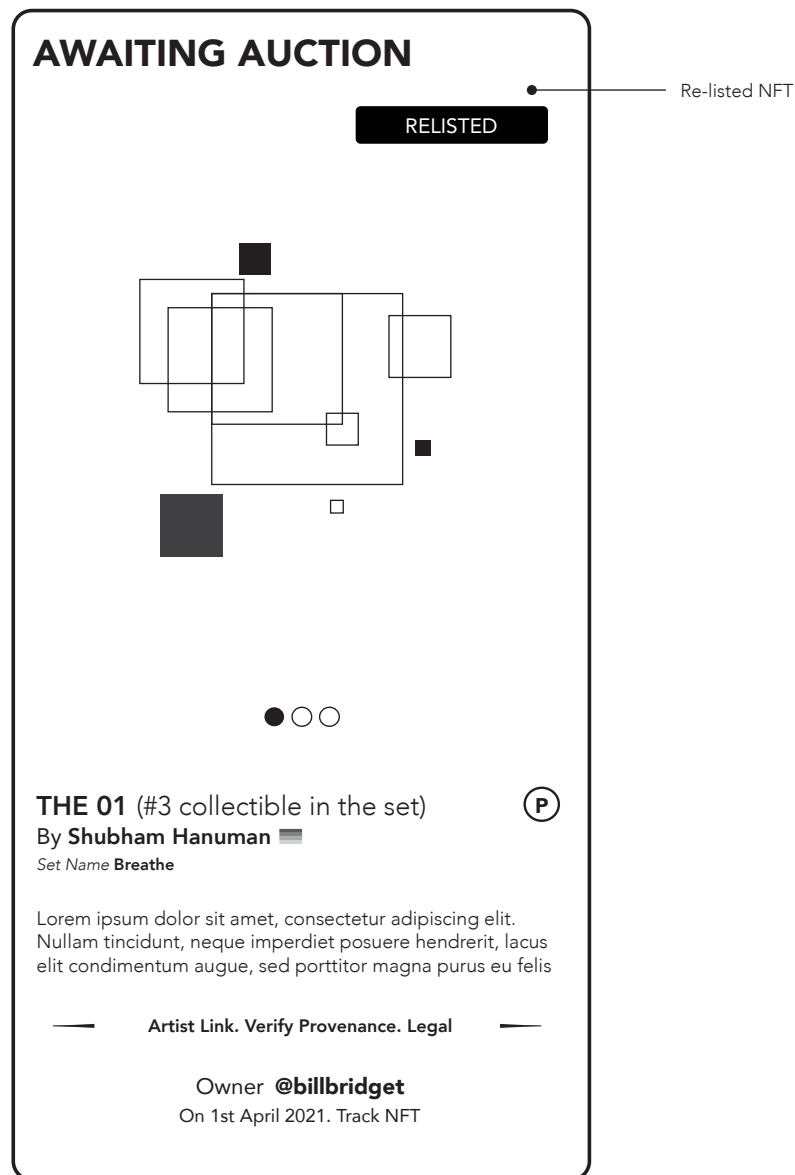 AWAITING AUCTION
Re-listed NFT
RELISTED
THE 01 (#3 collectible in the set)
P
By Shubham Hanuman
Set Name Breathe
Lorem ipsum dolor sit amet, consectetur adipiscing elit.
Nullam tincidunt, neque imperdiet posuere hendrerit, lacus
elit condimentum augue, sed porttitor magna purus eu felis
Artist Link. Verify Provenance. Legal
Owner @billbridget
On 1st April 2021. Track NFT